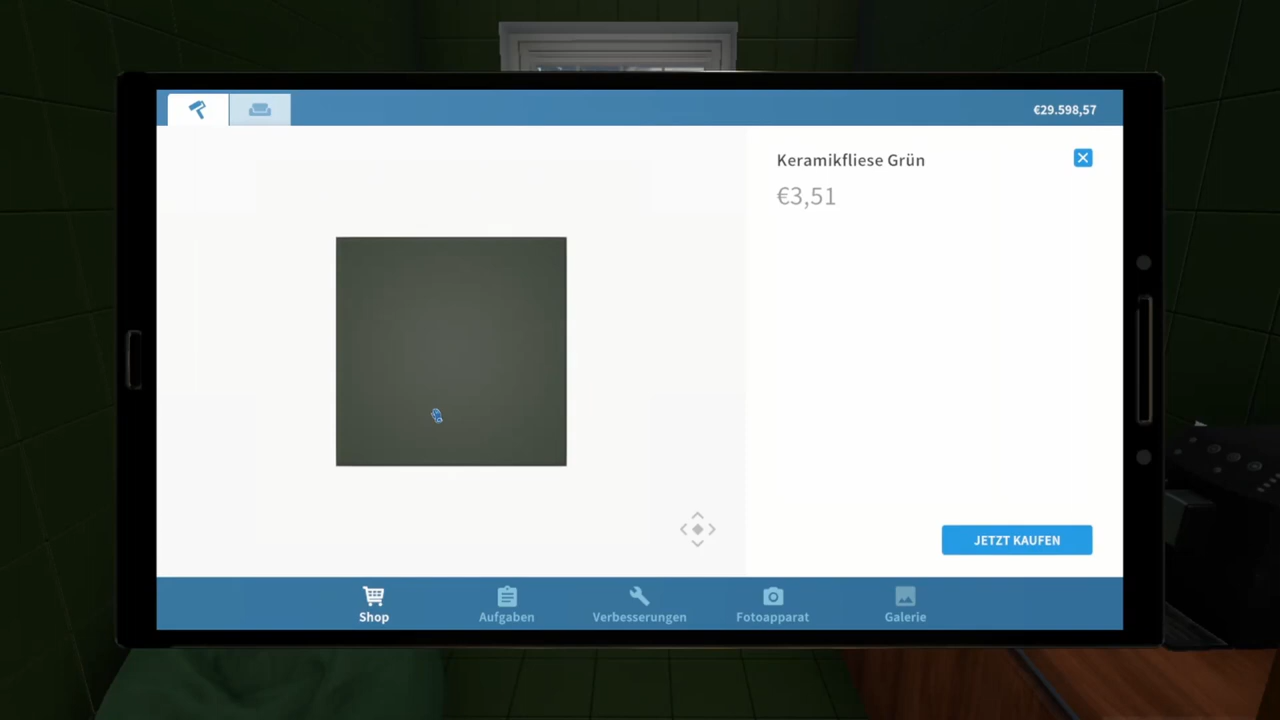 €29.598,57
Keramikfliese Grün
€3,51
JETZT KAUFEN
Shop
Aufgaben
Verbesserungen
Fotoapparat
Galerie